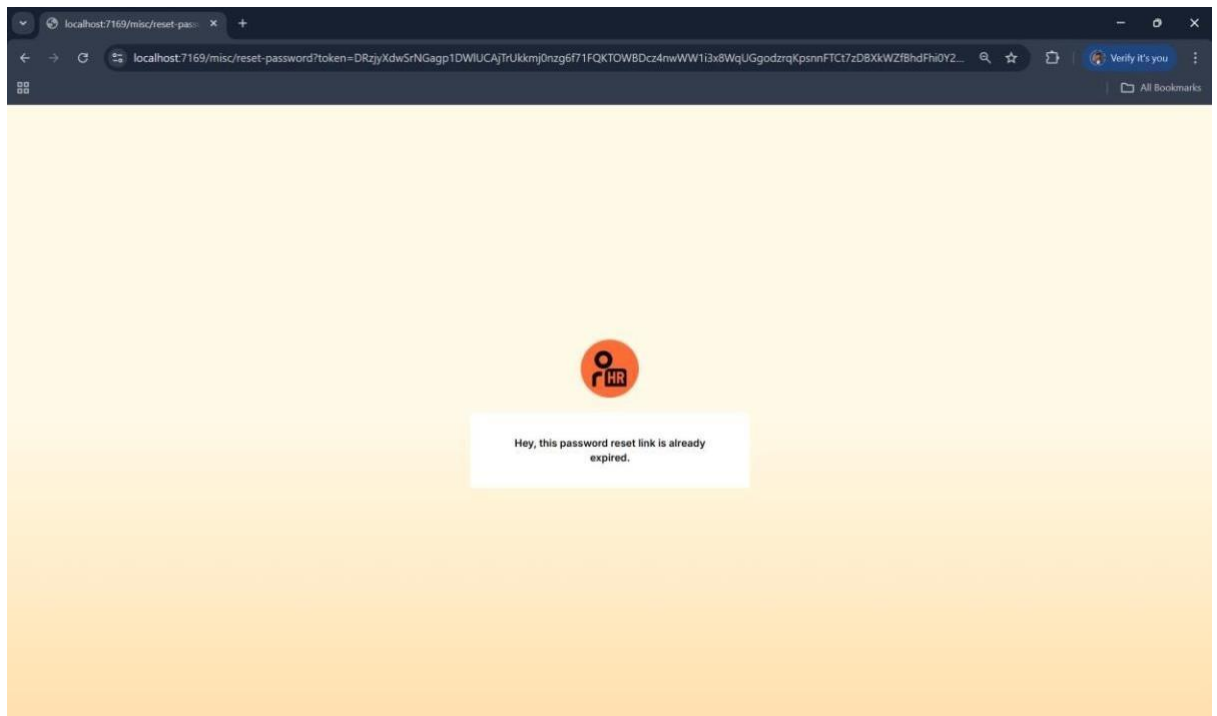 localhost:7169/misc/reset-pass
localhost:7169/misc/reset-password?token=DRzjyXdwSrNGagp1DWlUCAjTrUkkmj0nzg6f71FQKTOWBDcz4nwWW1i3x8WqUGgodzrqKpsnnFTCt7zD8XkWZfBhdFhi0Y2...
Verify it's you
All Bookmarks
HR
Hey, this password reset link is already
expired.